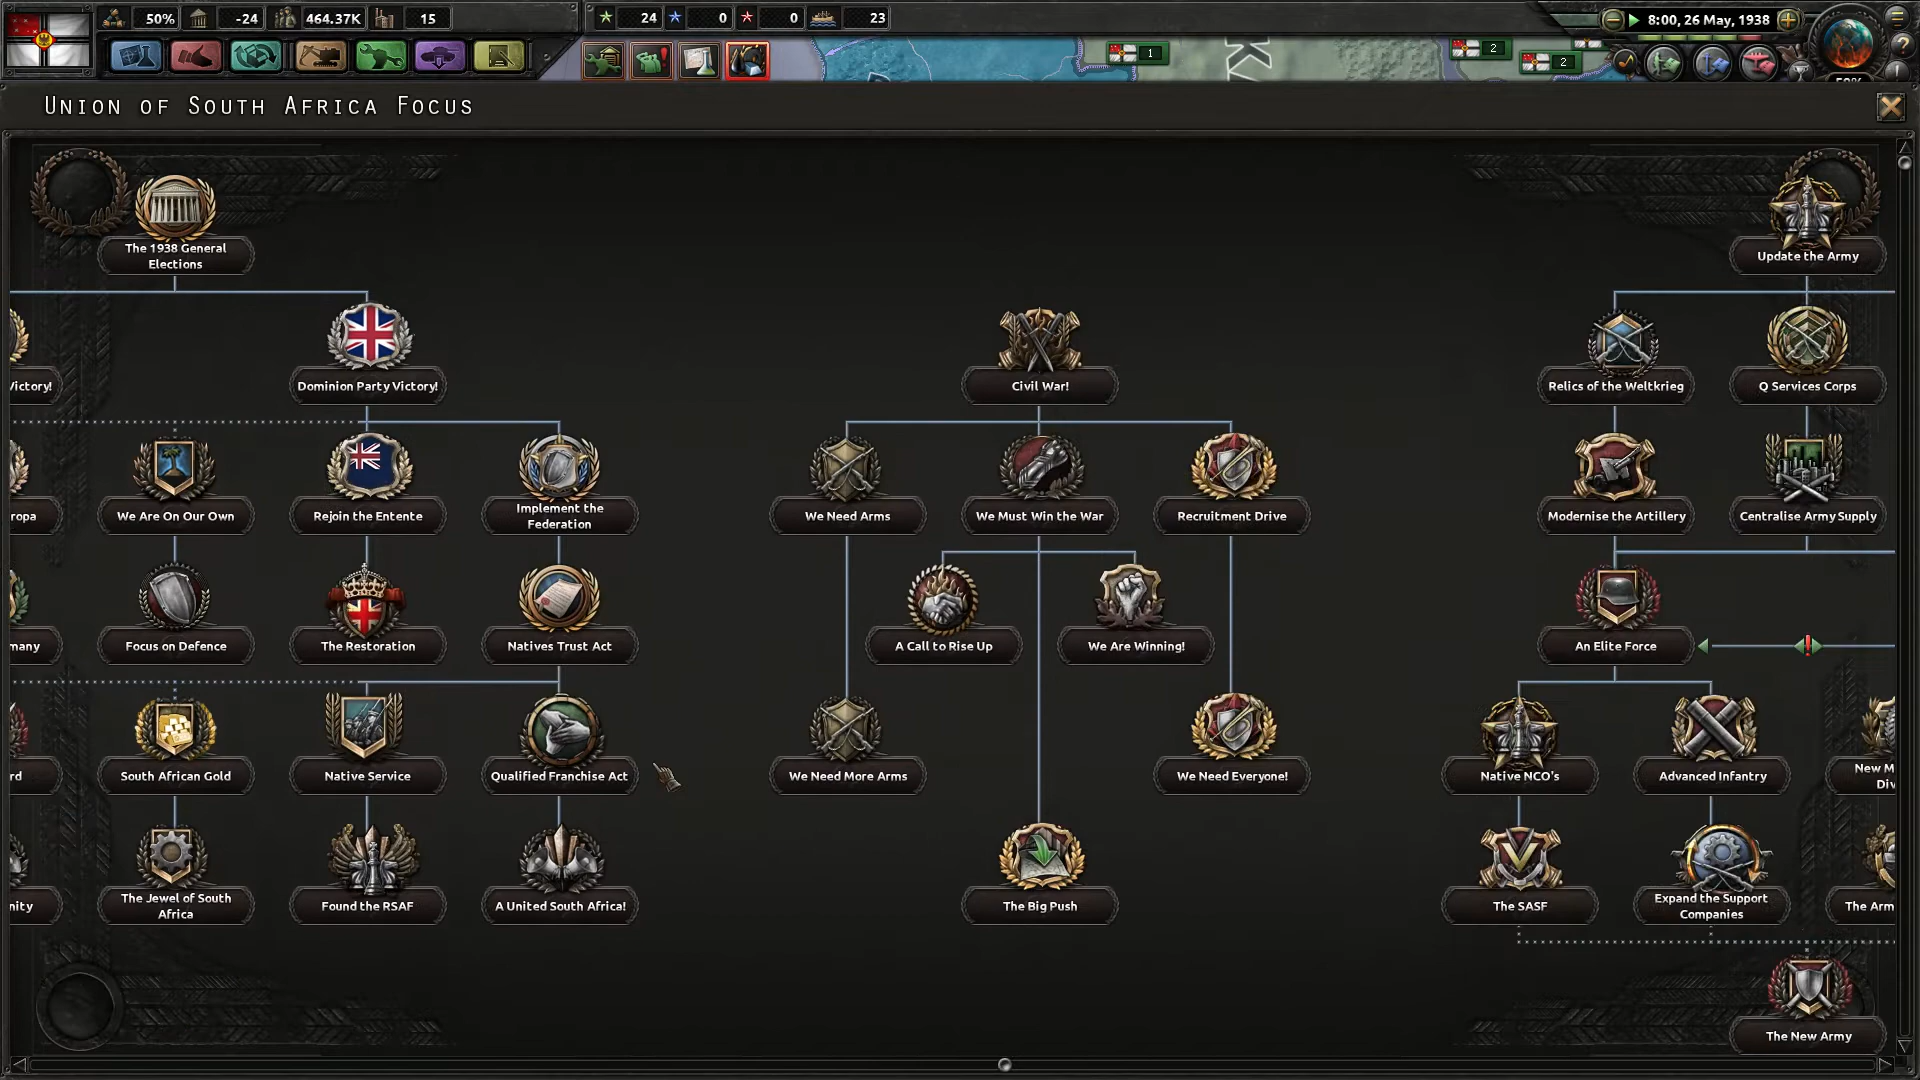 50%
-24
464.37K
15
24
0
0
23
8:00, 26 May, 1938
1
2
2
Union of South Africa Focus
The 1938 General
Elections
Update the Army
Victory!
Dominion Party Victory!
Civil War!
Relics of the Weltkrieg
Q Services Corps
ropa
We Are On Our Own
Rejoin the Entente
Implement the
Federation
We Need Arms
We Must Win the War
Recruitment Drive
Modernise the Artillery
Centralise Army Supply
many
Focus on Defence
The Restoration
Natives Trust Act
A Call to Rise Up
We Are Winning!
An Elite Force
rd
South African Gold
Native Service
Qualified Franchise Act
We Need More Arms
We Need Everyone!
Native NCO's
Advanced Infantry
New M
Div
nity
The Jewel of South
Africa
Found the RSAF
A United South Africa!
The Big Push
The SASF
Expand the Support
Companies
The Arm
The New Army